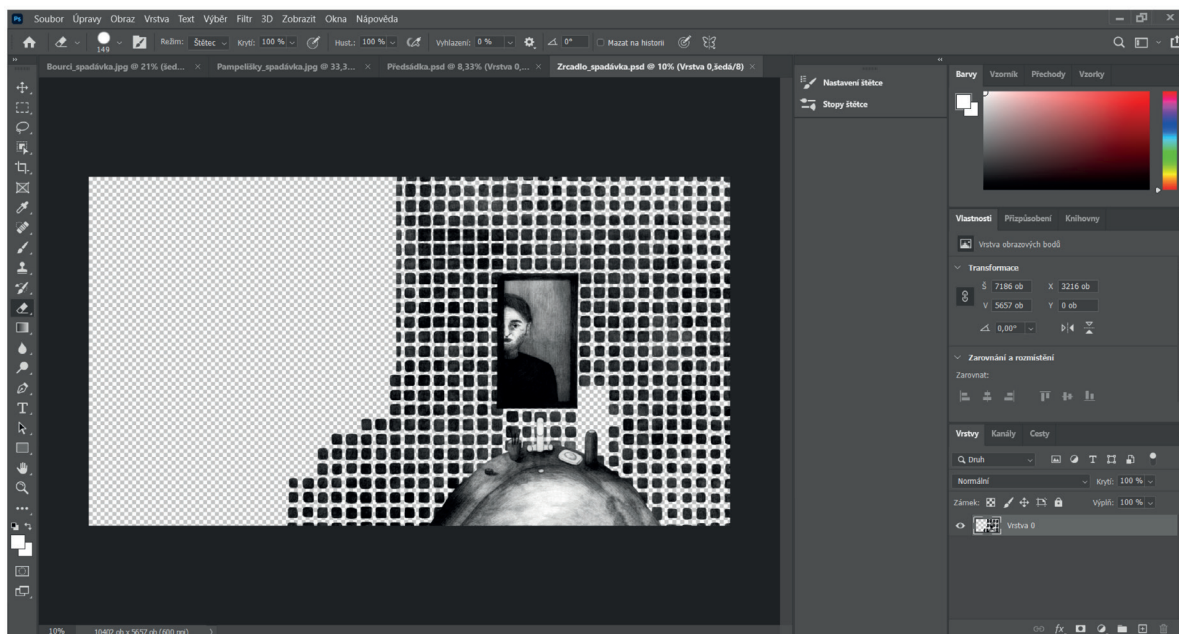 Ps Soubor Úpravy Obraz Vrstva Text Výběr Filtr 3D Zobrazit Okna Nápověda
149 Režim: Štětec Krytí: 100 % Hust.: 100 % Vyhlazení: 0 % 0° Mazat na historii
Bourci_spadávka.jpg @ 21% (šed... × Pampelišky_spadávka.jpg @ 33,3... × Předsádka.psd @ 8,33% (Vrstva 0,... × Zrcadlo_spadávka.psd @ 10% (Vrstva 0,šedá/8) ×
Nastavení štětce
Stopy štětce
Barvy Vzorník Přechody Vzorky
Vlastnosti Přizpůsobení Knihovny
Vrstva obrazových bodů
Transformace
Š 7186 ob X 3216 ob
V 5657 ob Y 0 ob
0,00°
Zarovnání a rozmístění
Zarovnat:
Vrstvy Kanály Cesty
Druh
Normální Krytí: 100 %
Zámek: Výplň: 100 %
Vrstva 0
fx
10% 10402 ob x 5657 ob (600 ppi)